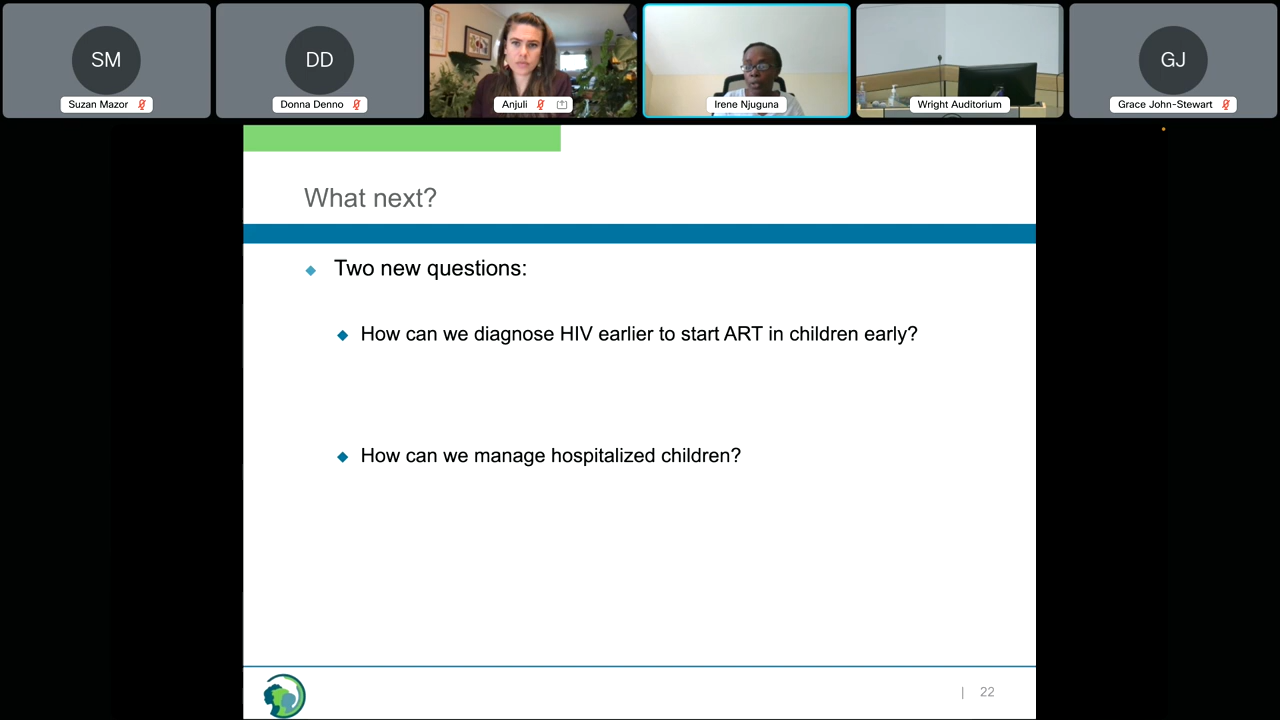 SM
Suzan Mazor
DD
Donna Denno
Anjuli
Irene Njuguna
Wright Auditorium
GJ
Grace John-Stewart
What next?
Two new questions:
How can we diagnose HIV earlier to start ART in children early?
How can we manage hospitalized children?
| 22